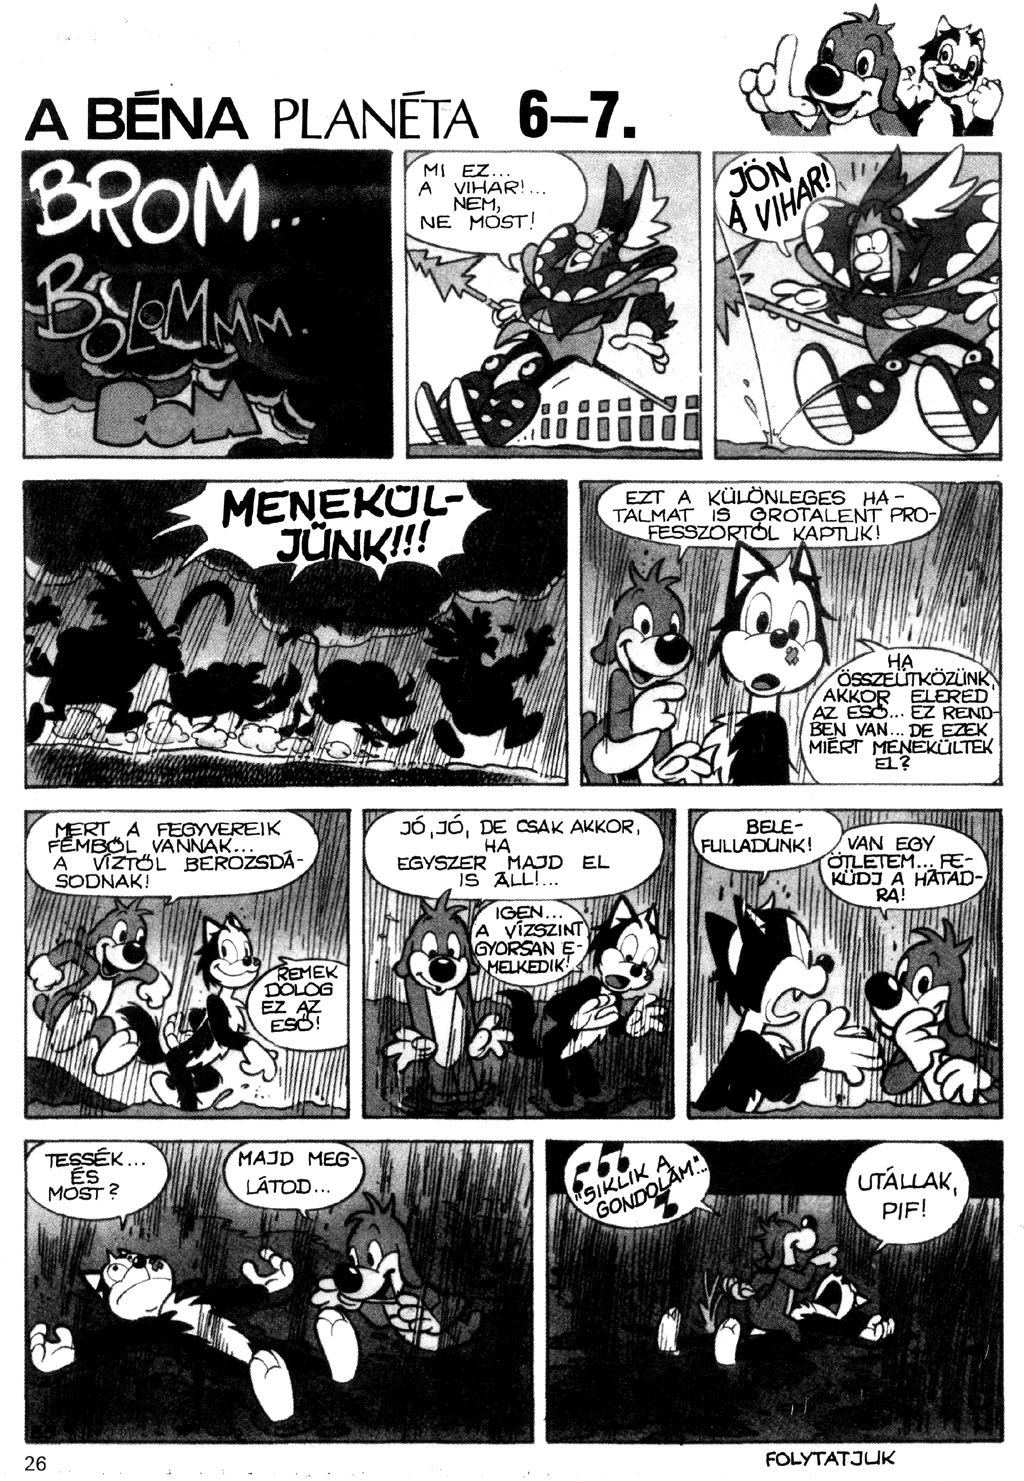 A BÉNA PLANÉTA 6–7.
BROM..
BOLOMMMM.
BOM
MI EZ...
A VIHAR!...
NEM,
NE MOST!
JÖN
A VIHAR!
MENEKÜL-
JÜNK!!!
EZT A KÜLÖNLEGES HA-
TALMAT IS GROTALENT PRO-
FESSZORTÓL KAPTUK!
HA
ÖSSZEÜTKÖZÜNK,
AKKOR ELERED
AZ ESŐ... EZ REND-
BEN VAN... DE EZEK
MIÉRT MENEKÜLTEK
EL?
MERT A FEGYVEREIK
FÉMBŐL VANNAK...
A VÍZTŐL BEROZSDÁ-
SODNAK!
REMEK
DOLOG
EZ AZ
ESŐ!
JÓ, JÓ, DE CSAK AKKOR,
HA
EGYSZER MAJD EL
IS ÁLL!...
IGEN...
A VÍZSZINT
GYORSAN E-
MELKEDIK!
BELE-
FULLADUNK!
VAN EGY
ÖTLETEM... FE-
KÜDJ A HÁTAD-
RA!
TESSÉK...
ÉS
MOST?
MAJD MEG-
LÁTOD...
"SIKLIK A
GONDOLÁM"...
UTÁLLAK,
PIF!
26
FOLYTATJUK